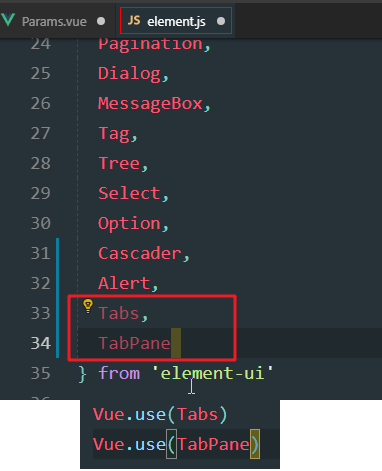 Params.vue ● JS element.js ●
24 Pagination,
25 Dialog,
26 MessageBox,
27 Tag,
28 Tree,
29 Select,
30 Option,
31 Cascader,
32 Alert,
33 Tabs,
34 TabPane
35 } from 'element-ui'
36
Vue.use(Tabs)
Vue.use(TabPane)